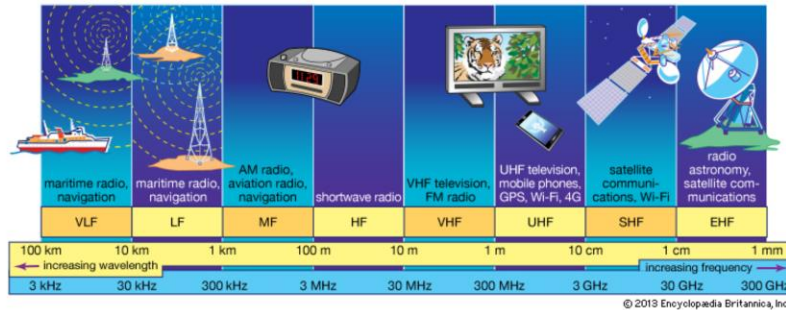 11:29
maritime radio,
navigation
maritime radio,
navigation
AM radio,
aviation radio,
navigation
shortwave radio
VHF television,
FM radio
UHF television,
mobile phones,
GPS, Wi-Fi, 4G
satellite
communi-
cations, Wi-Fi
radio
astronomy,
satellite com-
munications
VLF LF MF HF VHF UHF SHF EHF
100 km 10 km 1 km 100 m 10 m 1 m 10 cm 1 cm 1 mm
increasing wavelength increasing frequency
3 kHz 30 kHz 300 kHz 3 MHz 30 MHz 300 MHz 3 GHz 30 GHz 300 GHz
© 2013 Encyclopædia Britannica, Inc